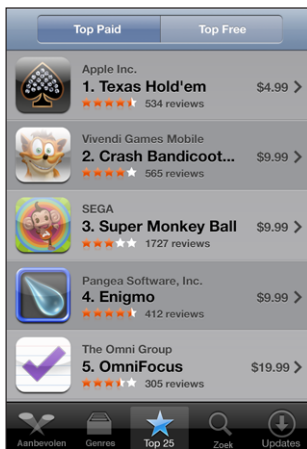 Top Paid
Top Free
Apple Inc.
1. Texas Hold'em
$4.99
534 reviews
Vivendi Games Mobile
2. Crash Bandicoot...
$9.99
565 reviews
SEGA
3. Super Monkey Ball
$9.99
1727 reviews
Pangea Software, Inc.
4. Enigmo
$9.99
412 reviews
The Omni Group
5. OmniFocus
$19.99
305 reviews
Aanbevolen
Genres
Top 25
Zoek
Updates